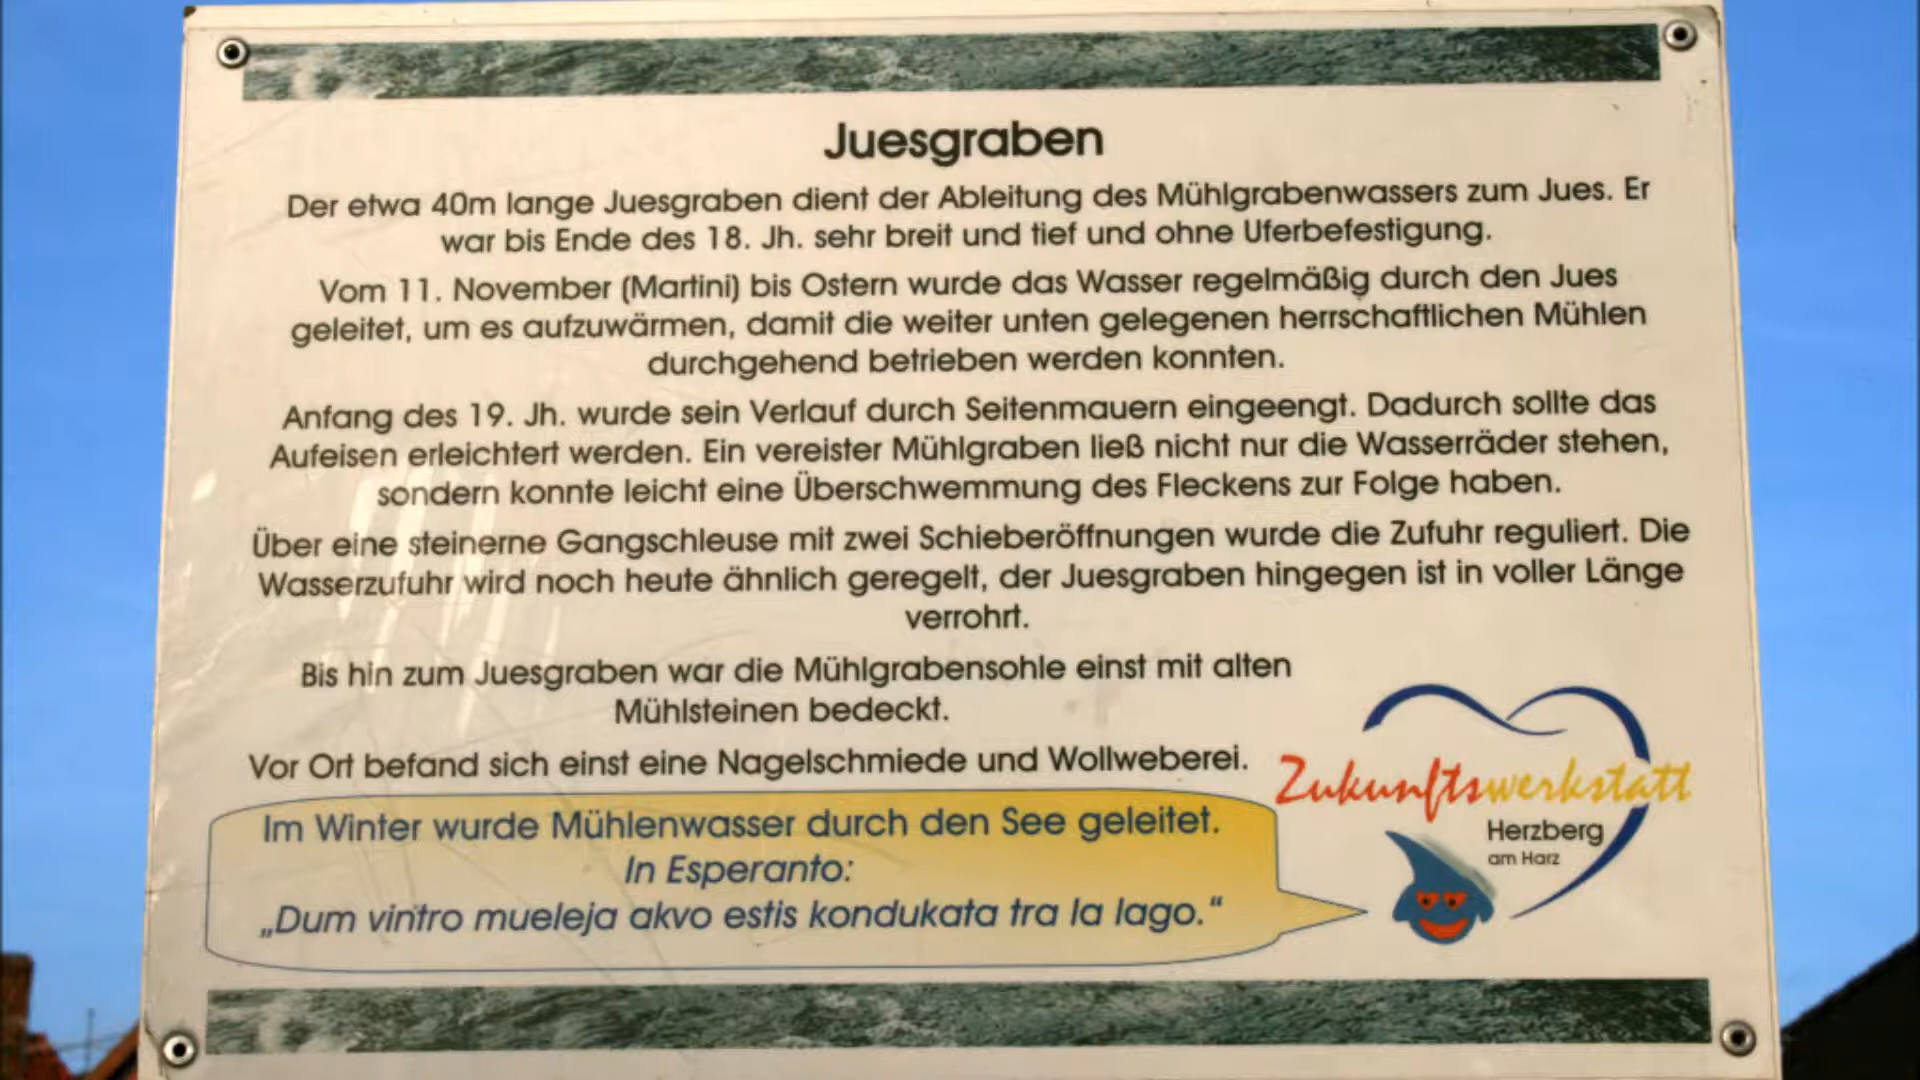 Juesgraben
Der etwa 40m lange Juesgraben dient der Ableitung des Mühlgrabenwassers zum Jues. Er
war bis Ende des 18. Jh. sehr breit und tief und ohne Uferbefestigung.
Vom 11. November (Martini) bis Ostern wurde das Wasser regelmäßig durch den Jues
geleitet, um es aufzuwärmen, damit die weiter unten gelegenen herrschaftlichen Mühlen
durchgehend betrieben werden konnten.
Anfang des 19. Jh. wurde sein Verlauf durch Seitenmauern eingeengt. Dadurch sollte das
Aufeisen erleichtert werden. Ein vereister Mühlgraben ließ nicht nur die Wasserräder stehen,
sondern konnte leicht eine Überschwemmung des Fleckens zur Folge haben.
Über eine steinerne Gangschleuse mit zwei Schieberöffnungen wurde die Zufuhr reguliert. Die
Wasserzufuhr wird noch heute ähnlich geregelt, der Juesgraben hingegen ist in voller Länge
verrohrt.
Bis hin zum Juesgraben war die Mühlgrabensohle einst mit alten
Mühlsteinen bedeckt.
Vor Ort befand sich einst eine Nagelschmiede und Wollweberei.
Zukunftswerkstatt
Herzberg
am Harz
Im Winter wurde Mühlenwasser durch den See geleitet.
In Esperanto:
„Dum vintro mueleja akvo estis kondukata tra la lago.“